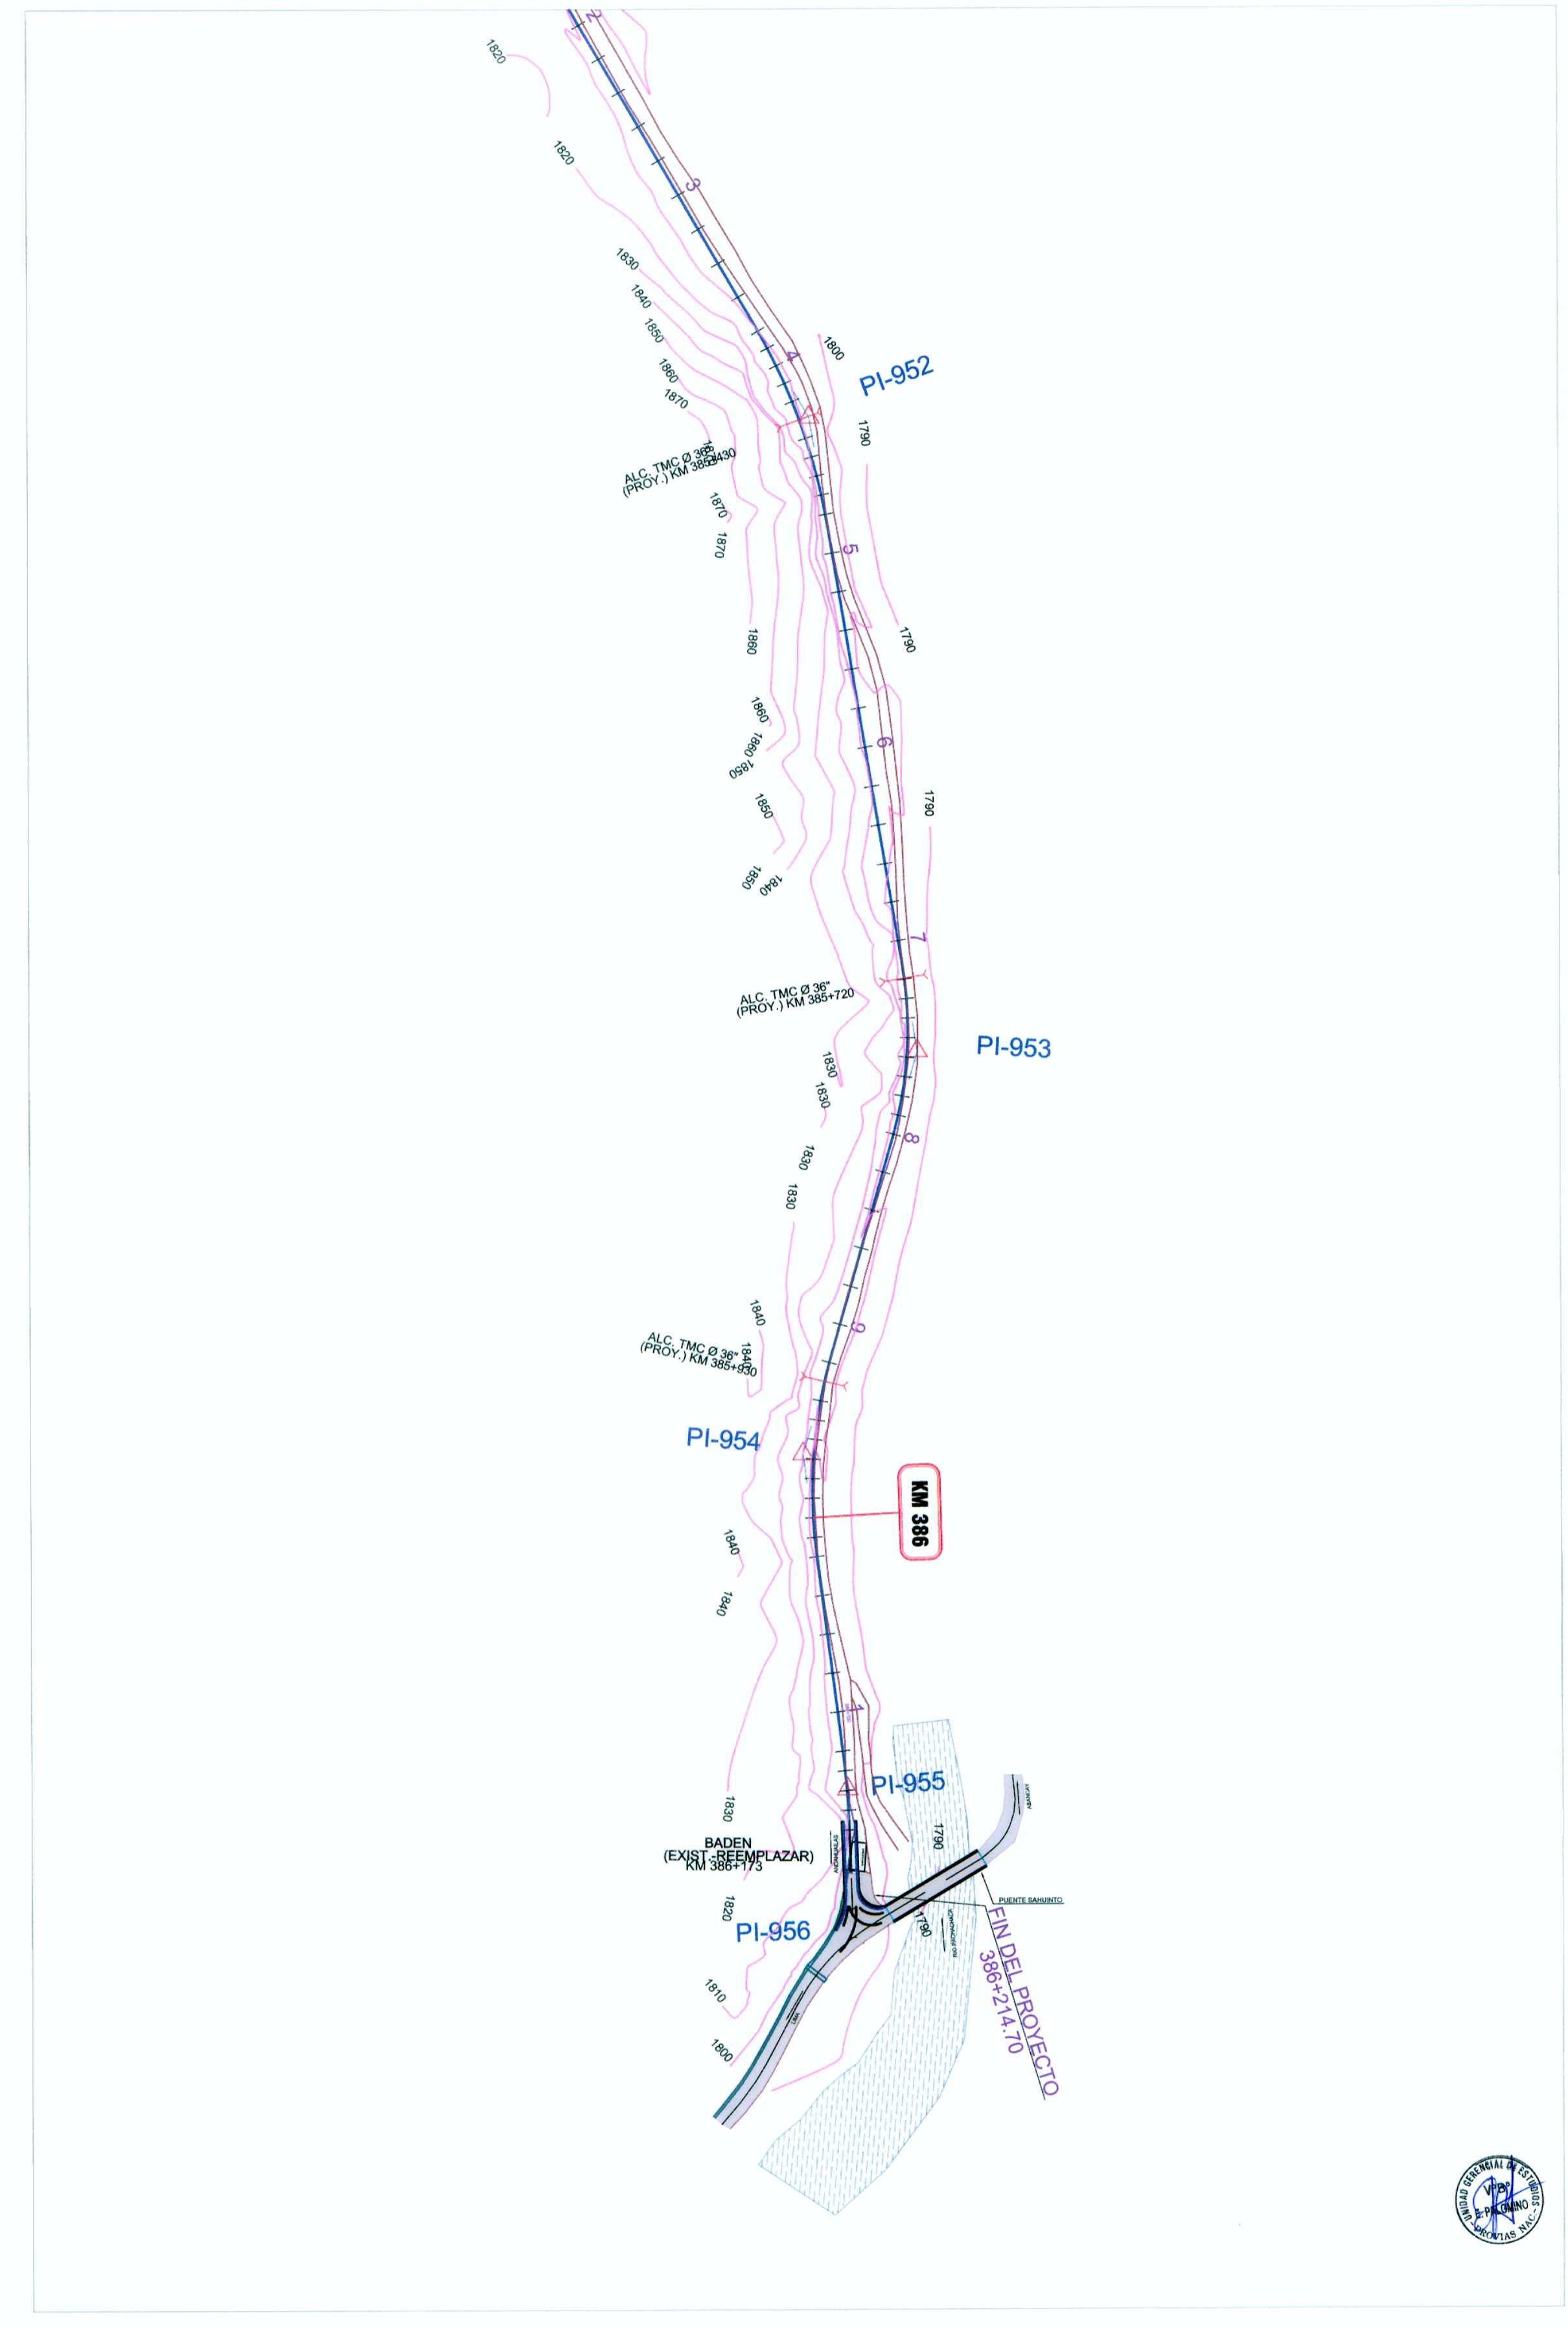 2
1820
1820
3
1830
1840
1850
1860
1870
4
1800
PI-952
1790
ALC. TMC Ø 36"
(PROY.) KM 385+430
1870
1870
5
1860
1790
1860
1860
1850
6
1850
1790
1850
1840
7
ALC. TMC Ø 36"
(PROY.) KM 385+720
PI-953
1830
1830
8
1830
1830
1840
9
ALC. TMC Ø 36"
(PROY.) KM 385+930
1840
PI-954
KM 386
1840
1840
1
PI-955
1830
ABANCAY
BADEN
(EXIST.-REEMPLAZAR)
KM 386+173
1790
1820
PI-956
1790
PUENTE SAHUINTO
FIN DEL PROYECTO
386+214.70
1810
LIMA
1800
UNIDAD GERENCIAL DE ESTUDIOS
V°B°
PALOMINO
PROVIAS NAC.